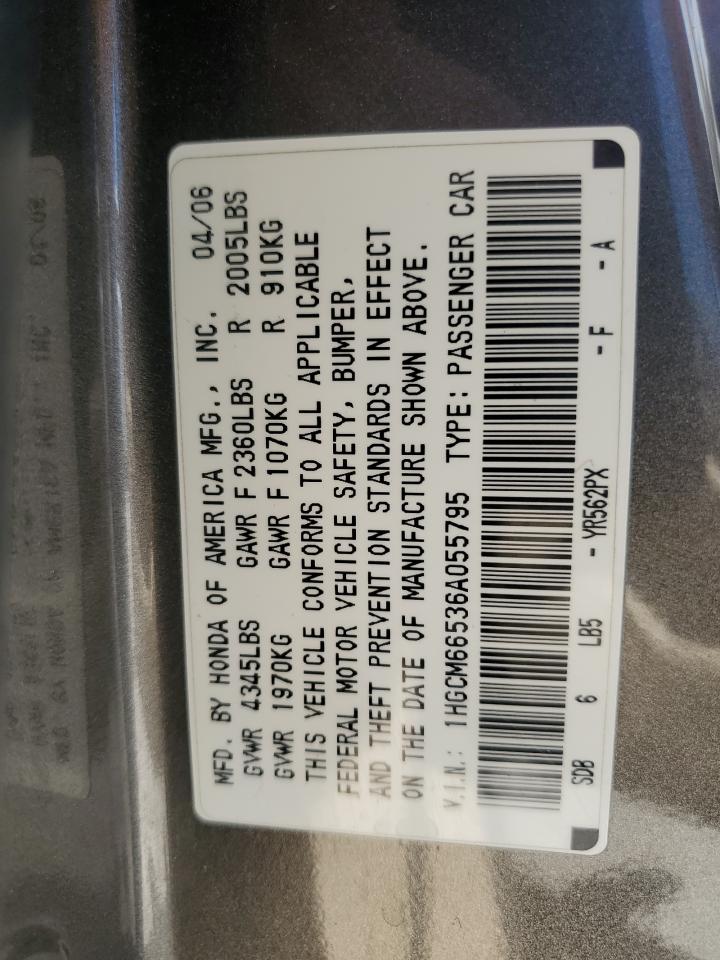 MFD. BY HONDA OF AMERICA MFG., INC. 04/06
GVWR 4345LBS GAWR F 2360LBS R 2005LBS
GVWR 1970KG GAWR F 1070KG R 910KG
THIS VEHICLE CONFORMS TO ALL APPLICABLE
FEDERAL MOTOR VEHICLE SAFETY, BUMPER,
AND THEFT PREVENTION STANDARDS IN EFFECT
ON THE DATE OF MANUFACTURE SHOWN ABOVE.
V.I.N.: 1HGCM66536A055795 TYPE: PASSENGER CAR
SDB 6 LB5 - YR562PX - F - A